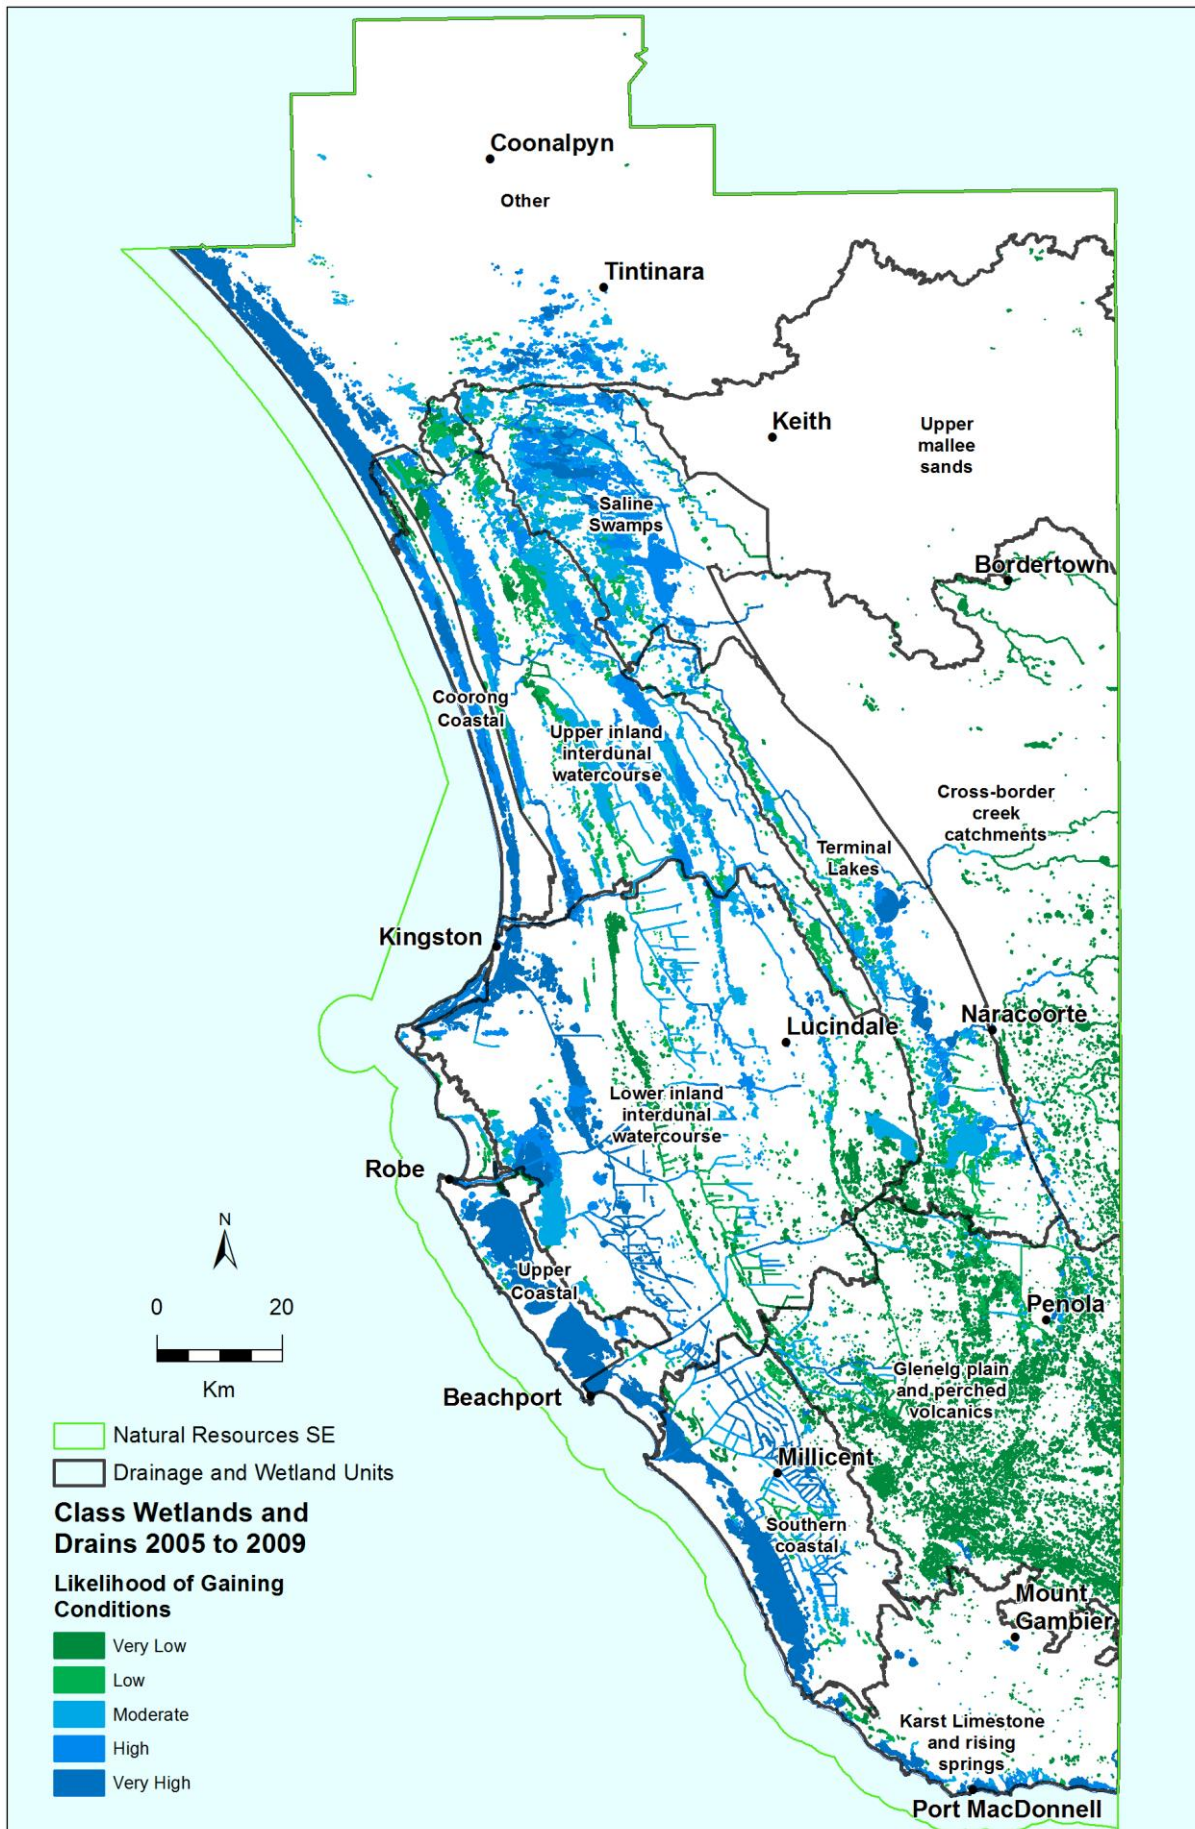 Coonalpyn
Other
Tintinara
Keith
Upper
mallee
sands
Saline
Swamps
Bordertown
Coorong
Coastal
Upper inland
interdunal
watercourse
Cross-border
creek
catchments
Terminal
Lakes
Kingston
Naracoorte
Lucindale
Lower inland
interdunal
watercourse
Robe
N
Upper
Coastal
0 20
Km
Penola
Glenelg plain
and perched
volcanics
Beachport
Natural Resources SE
Drainage and Wetland Units
Millicent
Class Wetlands and
Drains 2005 to 2009
Southern
coastal
Likelihood of Gaining
Conditions
Very Low
Low
Moderate
High
Very High
Mount
Gambier
Karst Limestone
and rising
springs
Port MacDonnell